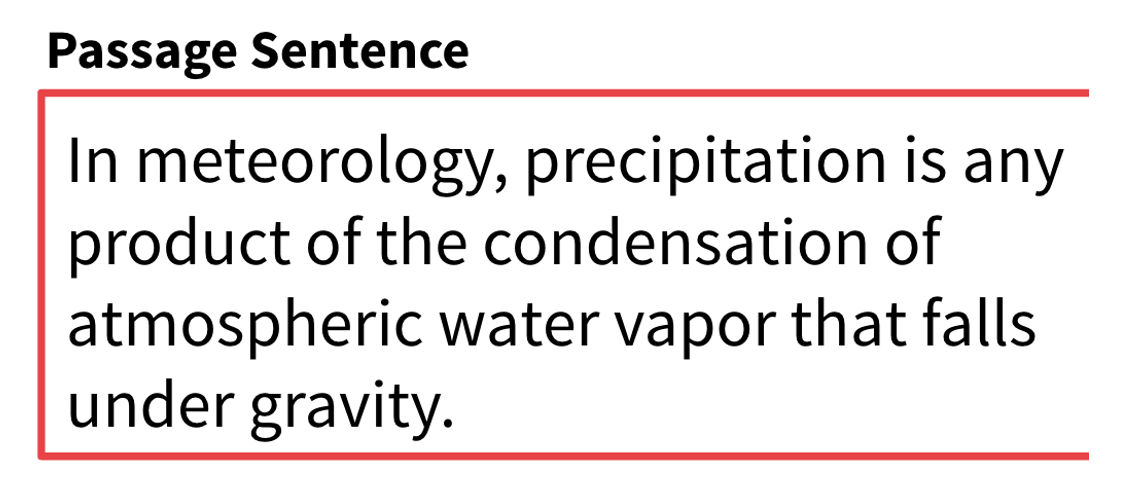 Passage Sentence
In meteorology, precipitation is any
product of the condensation of
atmospheric water vapor that falls
under gravity.